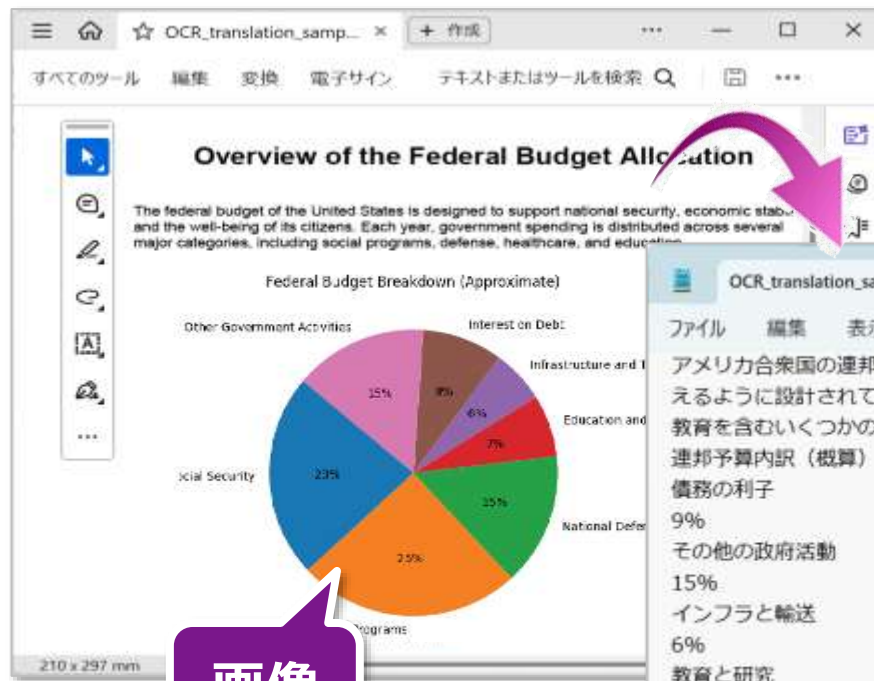 OCR_translation_samp...
+ 作成
すべてのツール 編集 変換 電子サイン テキストまたはツールを検索
Overview of the Federal Budget Allocation
The federal budget of the United States is designed to support national security, economic stab
and the well-being of its citizens. Each year, government spending is distributed across several
major categories, including social programs, defense, healthcare, and education
Federal Budget Breakdown (Approximate)
Other Government Activities
Interest on Debt
Infrastructure and T
Education and
National Defen
cial Security
Programs
15%
6%
7%
15%
25%
23%
210 x 297 mm
画像
OCR_translation_sa
ファイル 編集 表示
アメリカ合衆国の連邦
えるように設計されて
教育を含むいくつかの
連邦予算内訳（概算）
債務の利子
9%
その他の政府活動
15%
インフラと輸送
6%
教育と研究